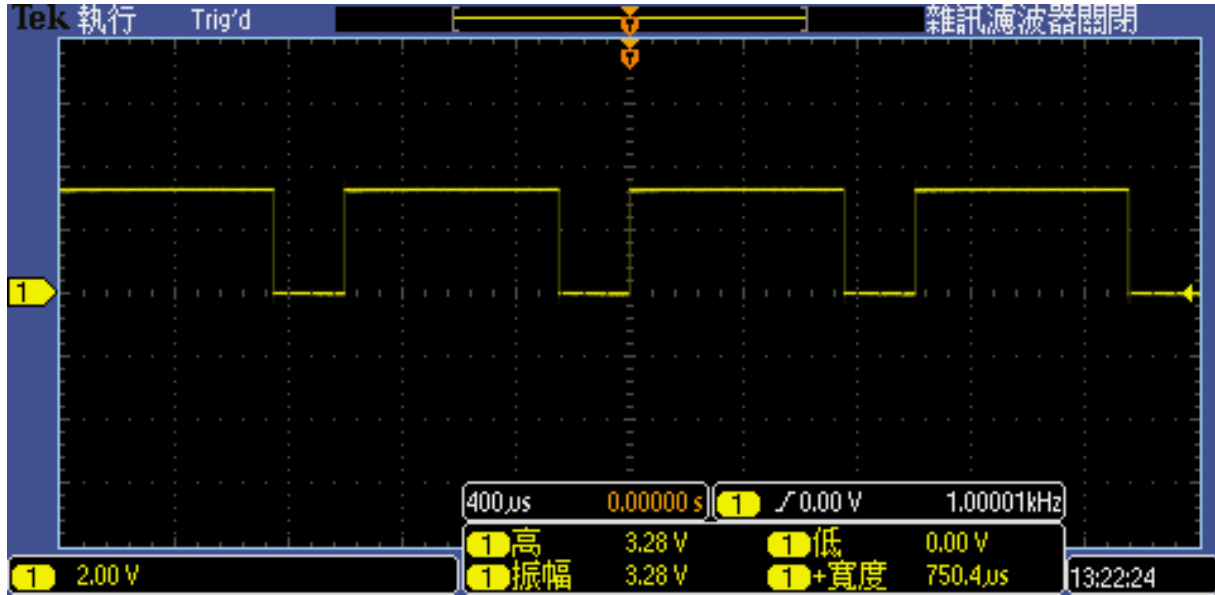 Tek 執行 Trig'd 雜訊濾波器關閉
T
T
1
400µs 0.00000 s 1 0.00 V 1.00001kHz
1 高 3.28 V 1 低 0.00 V
1 2.00 V 1 振幅 3.28 V 1 +寬度 750.4µs 13:22:24